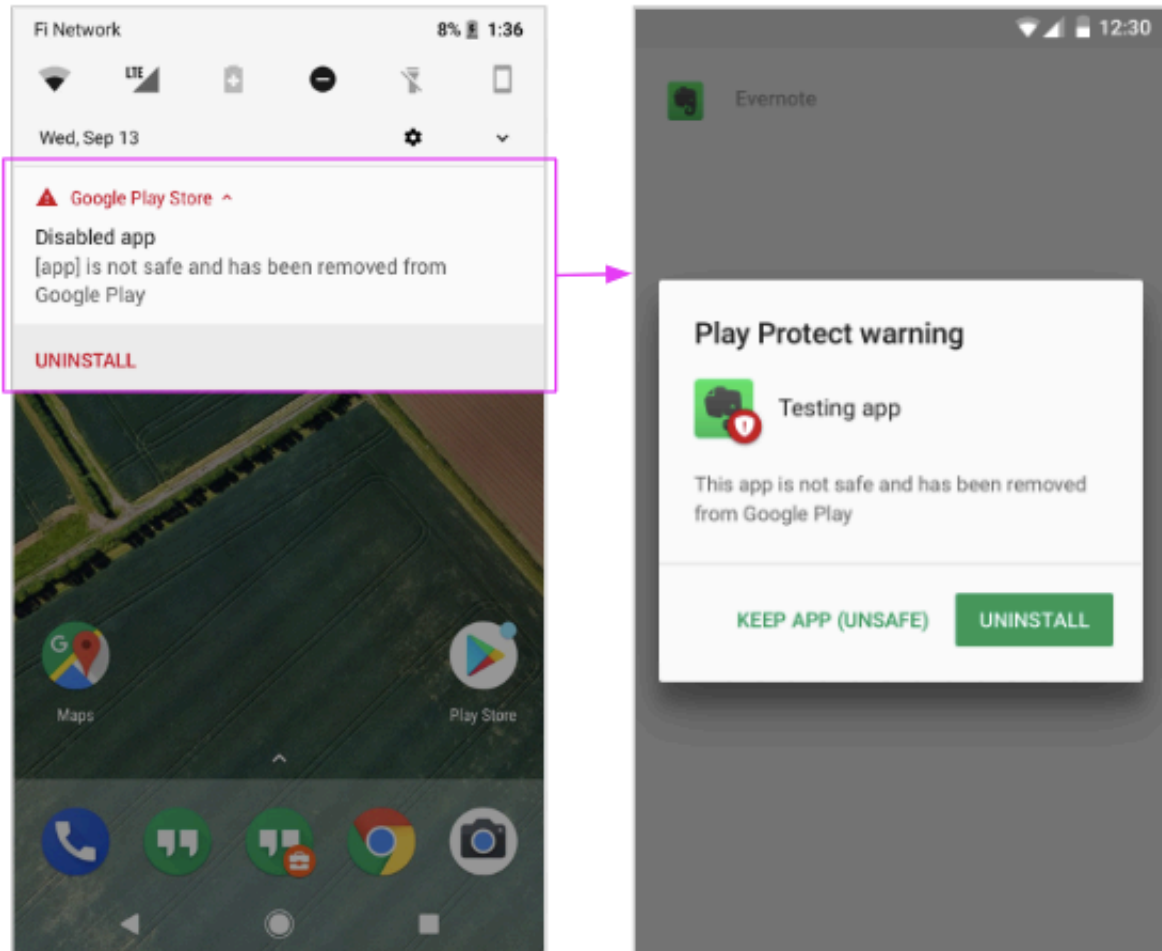 Fi Network
8% 1:36
LTE
Wed, Sep 13
Google Play Store
Disabled app
[app] is not safe and has been removed from
Google Play
UNINSTALL
G
Maps
Play Store
12:30
Evernote
Play Protect warning
Testing app
This app is not safe and has been removed
from Google Play
KEEP APP (UNSAFE)
UNINSTALL